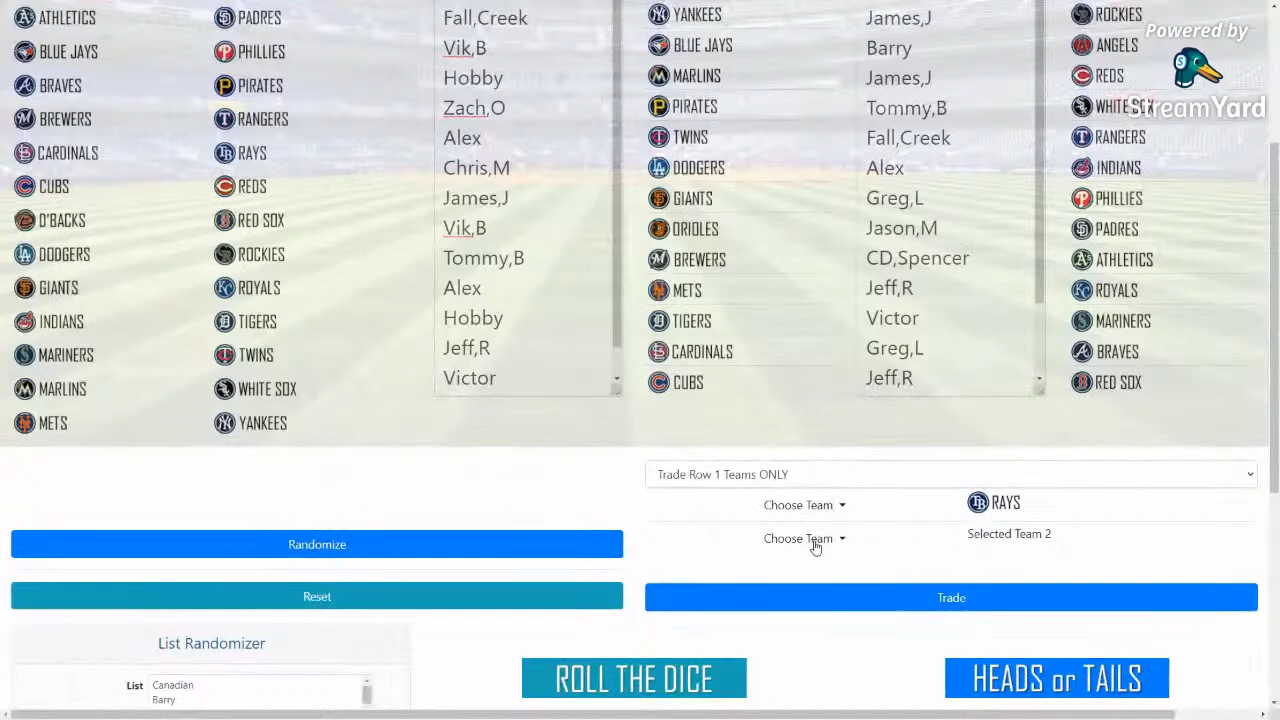 ATHLETICS
BLUE JAYS
BRAVES
BREWERS
CARDINALS
CUBS
D'BACKS
DODGERS
GIANTS
INDIANS
MARINERS
MARLINS
METS
PADRES
PHILLIES
PIRATES
RANGERS
RAYS
REDS
RED SOX
ROCKIES
ROYALS
TIGERS
TWINS
WHITE SOX
YANKEES
Fall,Creek
Vik,B
Hobby
Zach,O
Alex
Chris,M
James,J
Vik,B
Tommy,B
Alex
Hobby
Jeff,R
Victor
YANKEES
BLUE JAYS
MARLINS
PIRATES
TWINS
DODGERS
GIANTS
ORIOLES
BREWERS
METS
TIGERS
CARDINALS
CUBS
James,J
Barry
James,J
Tommy,B
Fall,Creek
Alex
Greg,L
Jason,M
CD,Spencer
Jeff,R
Victor
Greg,L
Jeff,R
ROCKIES
ANGELS
REDS
WHITE SOX
RANGERS
INDIANS
PHILLIES
PADRES
ATHLETICS
ROYALS
MARINERS
BRAVES
RED SOX
Powered by
StreamYard
Trade Row 1 Teams ONLY
Choose Team
RAYS
Choose Team
Selected Team 2
Randomize
Reset
Trade
List Randomizer
List
Canadian
Barry
ROLL THE DICE
HEADS or TAILS